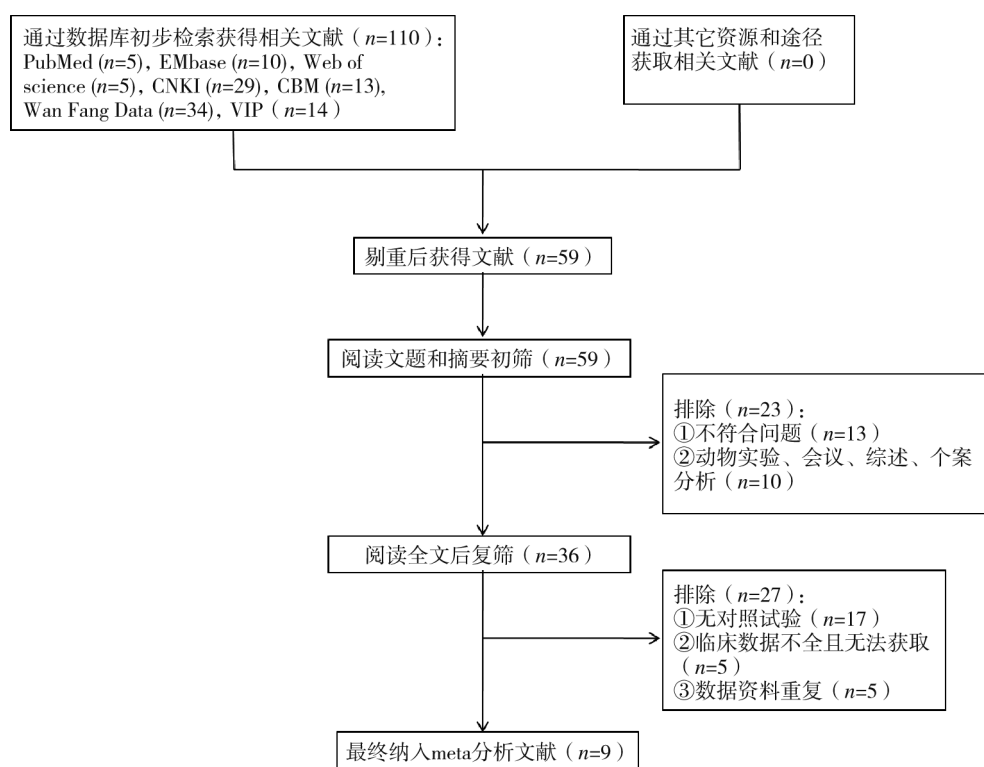 通过数据库初步检索获得相关文献（n=110）：
PubMed (n=5), EMbase (n=10), Web of
science (n=5), CNKI (n=29), CBM (n=13),
Wan Fang Data (n=34), VIP（n=14）
通过其它资源和途径
获取相关文献（n=0）
剔重后获得文献（n=59）
阅读文题和摘要初筛（n=59）
排除（n=23）：
①不符合问题（n=13）
②动物实验、会议、综述、个案
分析（n=10）
阅读全文后复筛（n=36）
排除（n=27）：
①无对照试验（n=17）
②临床数据不全且无法获取
（n=5）
③数据资料重复（n=5）
最终纳入meta分析文献（n=9）